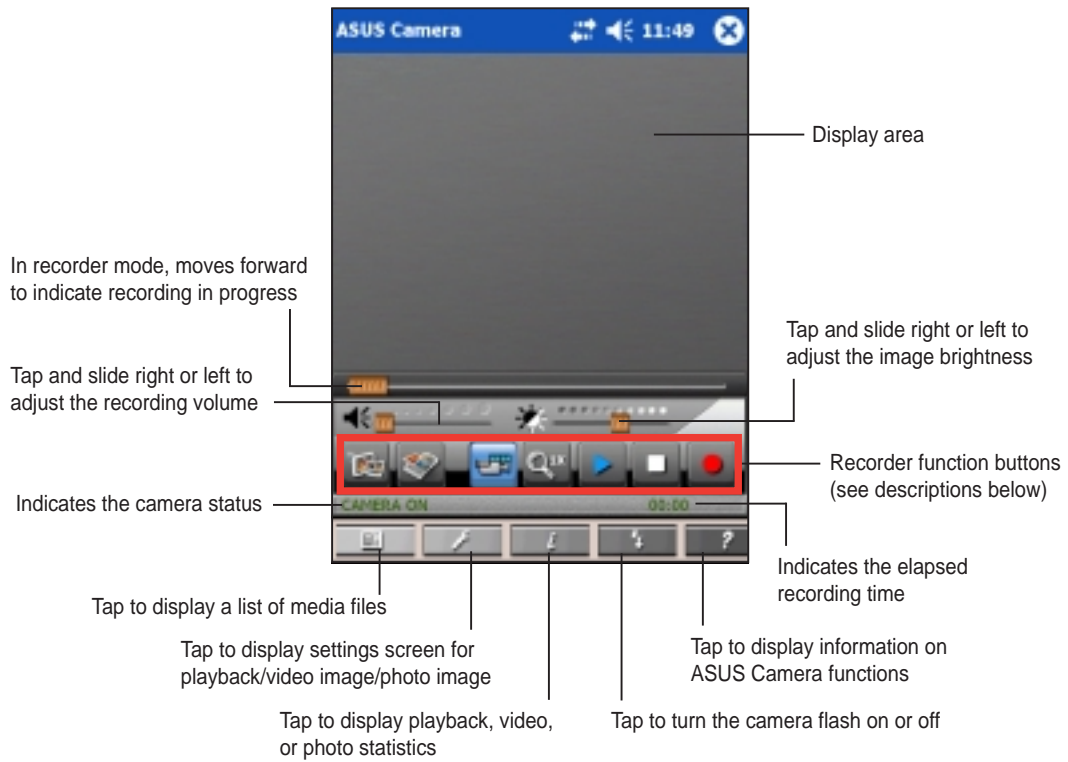 ASUS Camera 11:49
Display area
In recorder mode, moves forward
to indicate recording in progress
Tap and slide right or left to
adjust the image brightness
Tap and slide right or left to
adjust the recording volume
1X
Recorder function buttons
(see descriptions below)
Indicates the camera status
CAMERA ON 00:00
i ?
Indicates the elapsed
recording time
Tap to display a list of media files
Tap to display settings screen for
playback/video image/photo image
Tap to display information on
ASUS Camera functions
Tap to display playback, video,
or photo statistics
Tap to turn the camera flash on or off